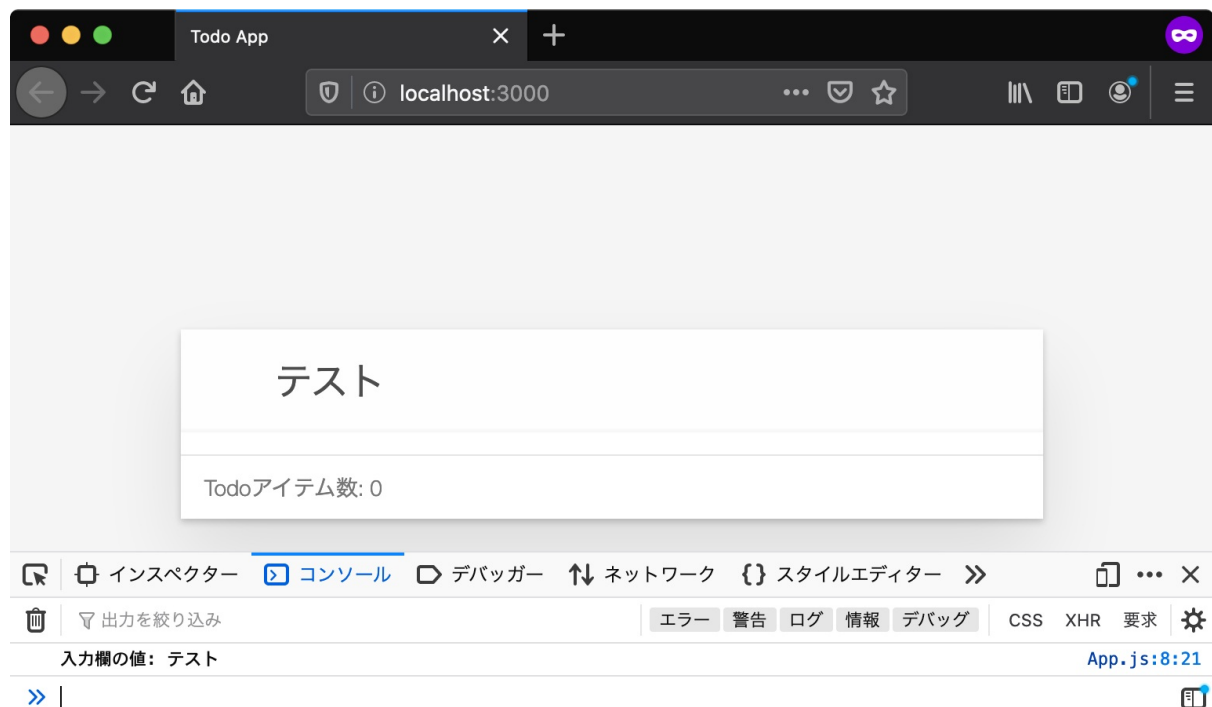 Todo App
localhost:3000
テスト
Todoアイテム数: 0
インスペクター コンソール デバッガー ネットワーク {} スタイルエディター
出力を絞り込み エラー 警告 ログ 情報 デバッグ CSS XHR 要求
入力欄の値: テスト App.js:8:21